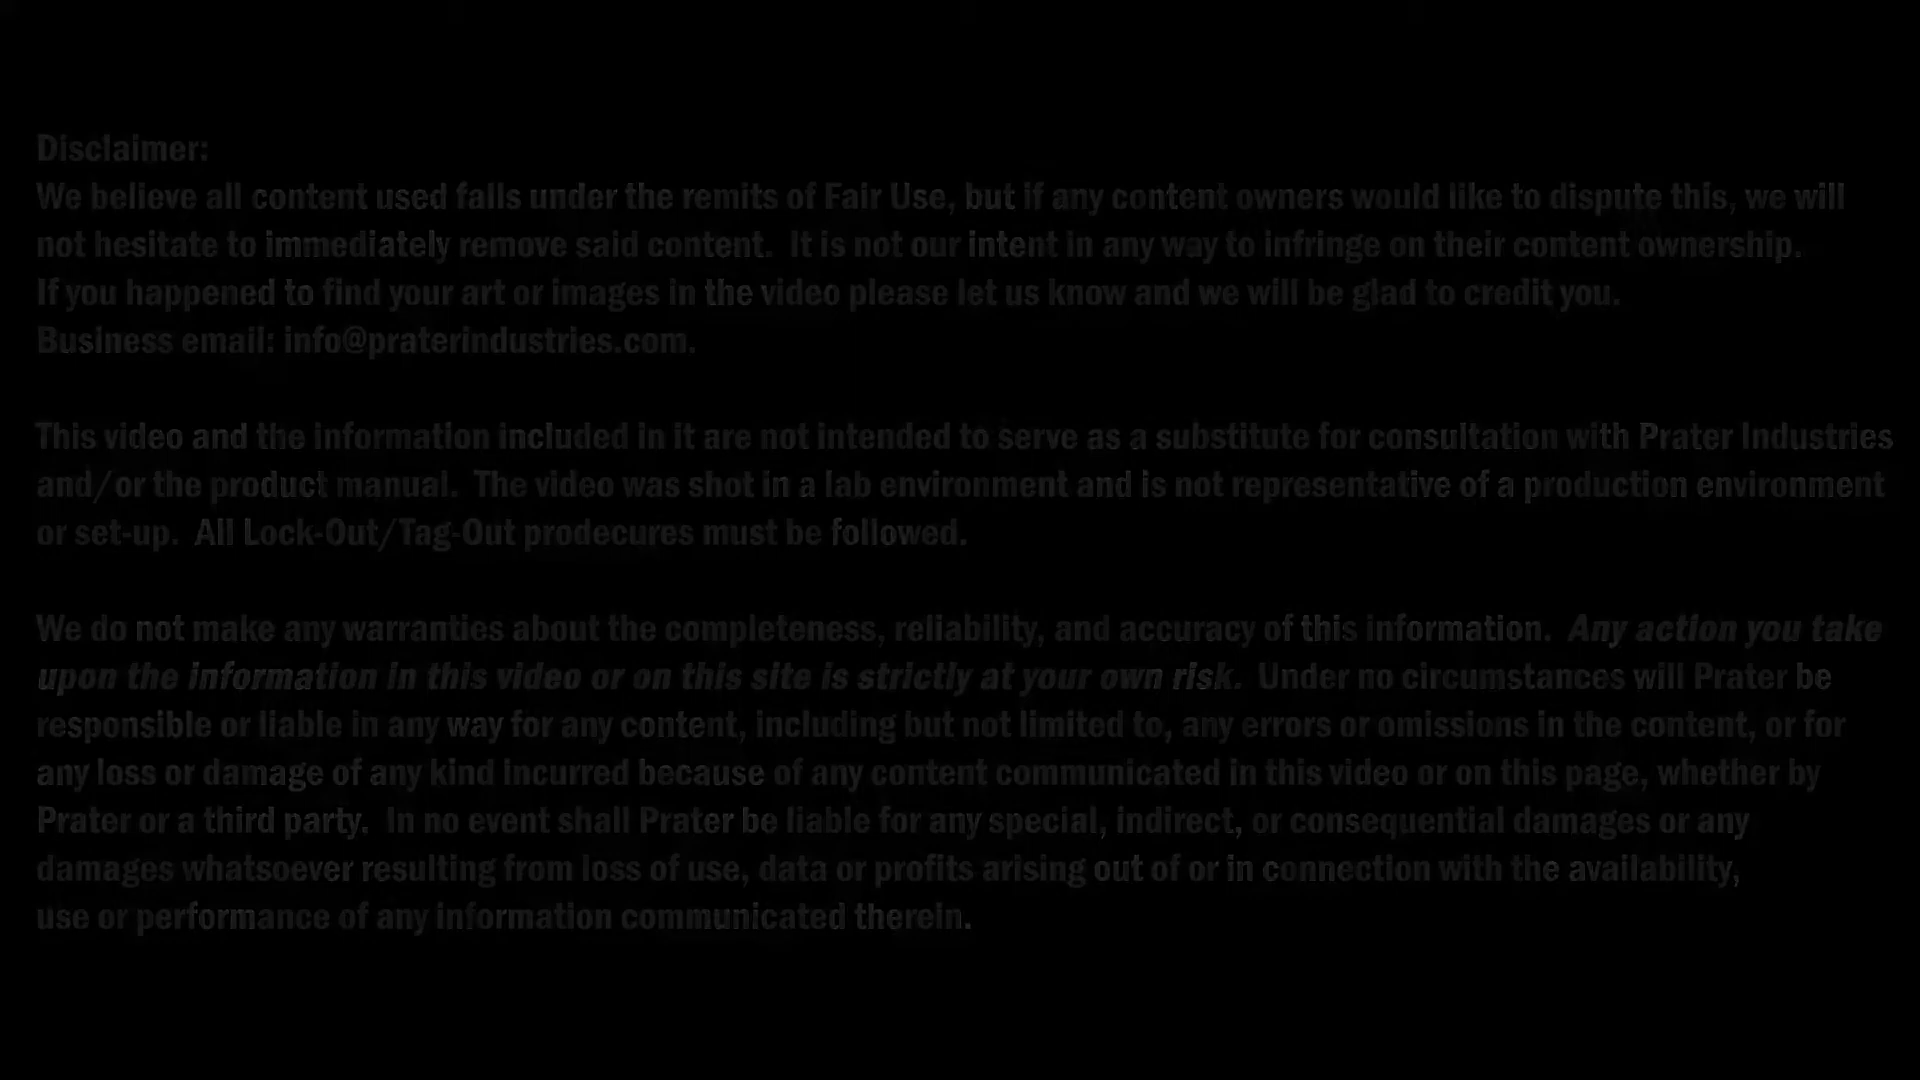 Disclaimer:
We believe all content used falls under the remits of Fair Use, but if any content owners would like to dispute this, we will
not hesitate to immediately remove said content.  It is not our intent in any way to infringe on their content ownership.
If you happened to find your art or images in the video please let us know and we will be glad to credit you.
Business email: info@praterindustries.com.
This video and the information included in it are not intended to serve as a substitute for consultation with Prater Industries
and/or the product manual.  The video was shot in a lab environment and is not representative of a production environment
or set-up.  All Lock-Out/Tag-Out prodecures must be followed.
We do not make any warranties about the completeness, reliability, and accuracy of this information.  Any action you take
upon the information in this video or on this site is strictly at your own risk.  Under no circumstances will Prater be
responsible or liable in any way for any content, including but not limited to, any errors or omissions in the content, or for
any loss or damage of any kind incurred because of any content communicated in this video or on this page, whether by
Prater or a third party.  In no event shall Prater be liable for any special, indirect, or consequential damages or any
damages whatsoever resulting from loss of use, data or profits arising out of or in connection with the availability,
use or performance of any information communicated therein.